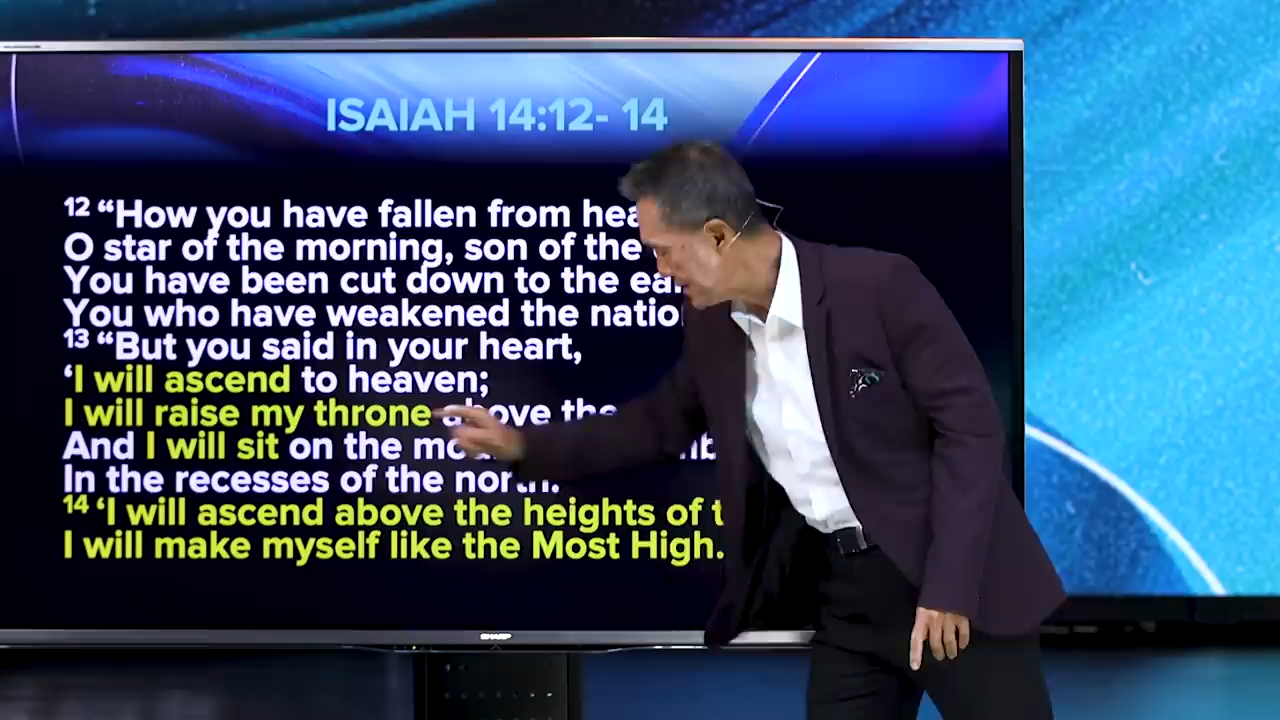 ISAIAH 14:12- 14
12 “How you have fallen from
O star of the morning, son of the
You have been cut down to the
You who have weakened the
13 “But you said in your heart,
‘I will ascend to heaven;
I will raise my throne above the
And I will sit on the
In the recesses of the north.
14 ‘I will ascend above the heights of
I will make myself like the Most High.
SHARP